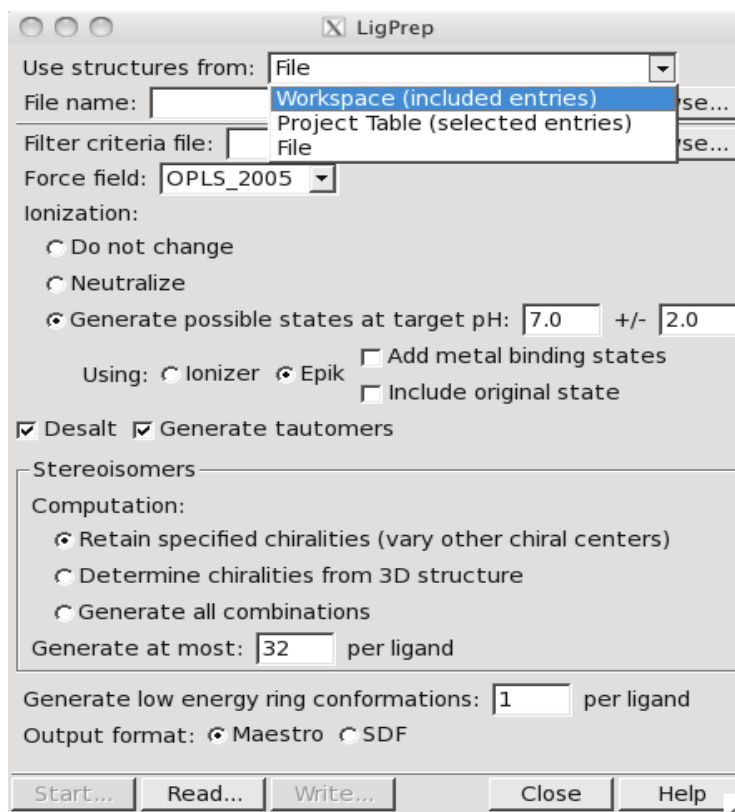 LigPrep
Use structures from: File
File name:
Workspace (included entries)
Project Table (selected entries)
File
Filter criteria file:
Force field: OPLS_2005
Ionization:
Do not change
Neutralize
Generate possible states at target pH: 7.0 +/- 2.0
Using: Ionizer Epik
Add metal binding states
Include original state
Desalt Generate tautomers
Stereoisomers
Computation:
Retain specified chiralities (vary other chiral centers)
Determine chiralities from 3D structure
Generate all combinations
Generate at most: 32 per ligand
Generate low energy ring conformations: 1 per ligand
Output format: Maestro SDF
Start... Read... Write... Close Help